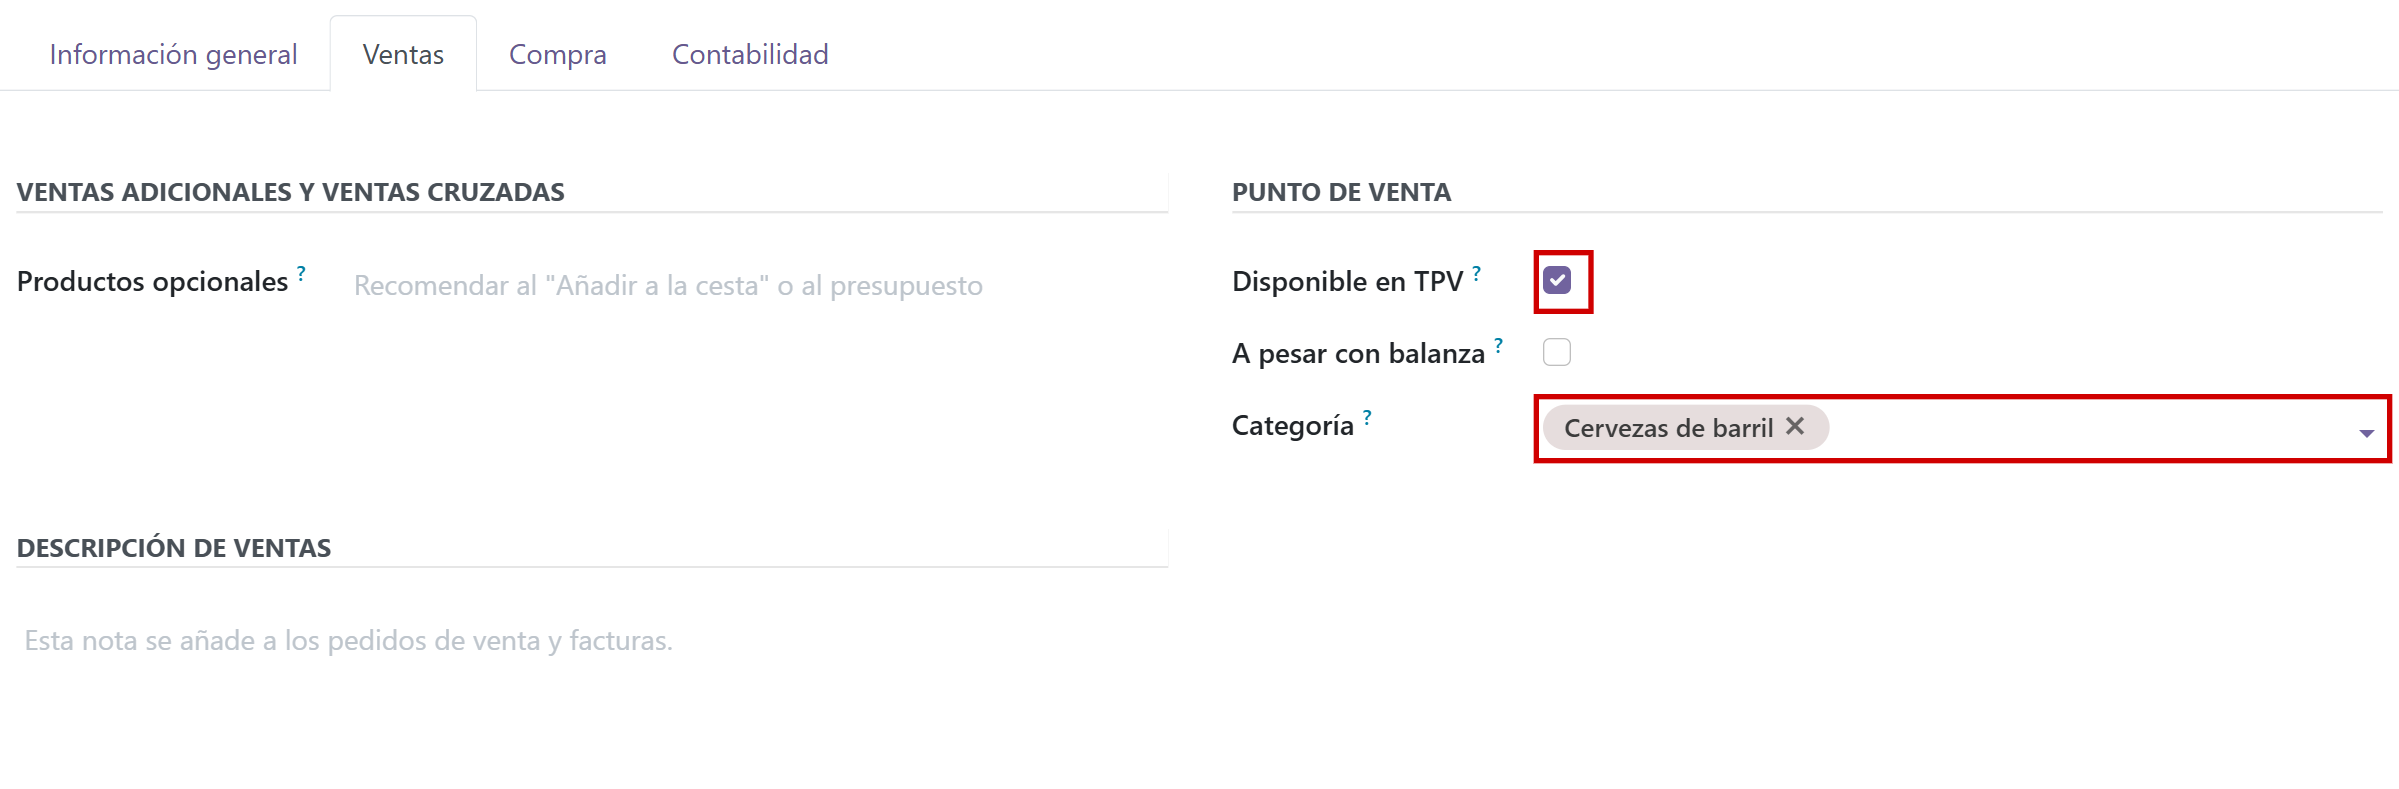 Información general Ventas Compra Contabilidad
VENTAS ADICIONALES Y VENTAS CRUZADAS
Productos opcionales ? Recomendar al "Añadir a la cesta" o al presupuesto
PUNTO DE VENTA
Disponible en TPV ?
A pesar con balanza ?
Categoría ? Cervezas de barril ✕
DESCRIPCIÓN DE VENTAS
Esta nota se añade a los pedidos de venta y facturas.